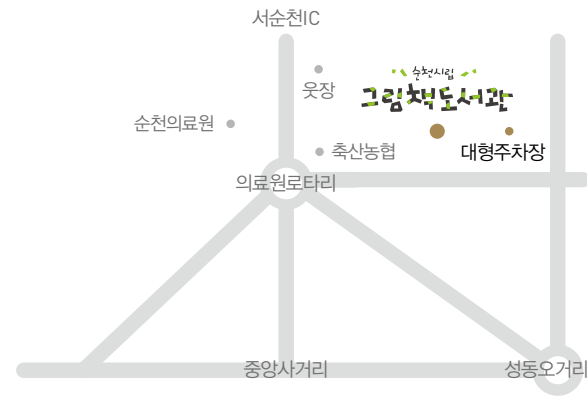 서순천IC
순천시립
그림책도서관
웃장
순천의료원
축산농협
대형주차장
의료원로타리
중앙사거리
성동오거리